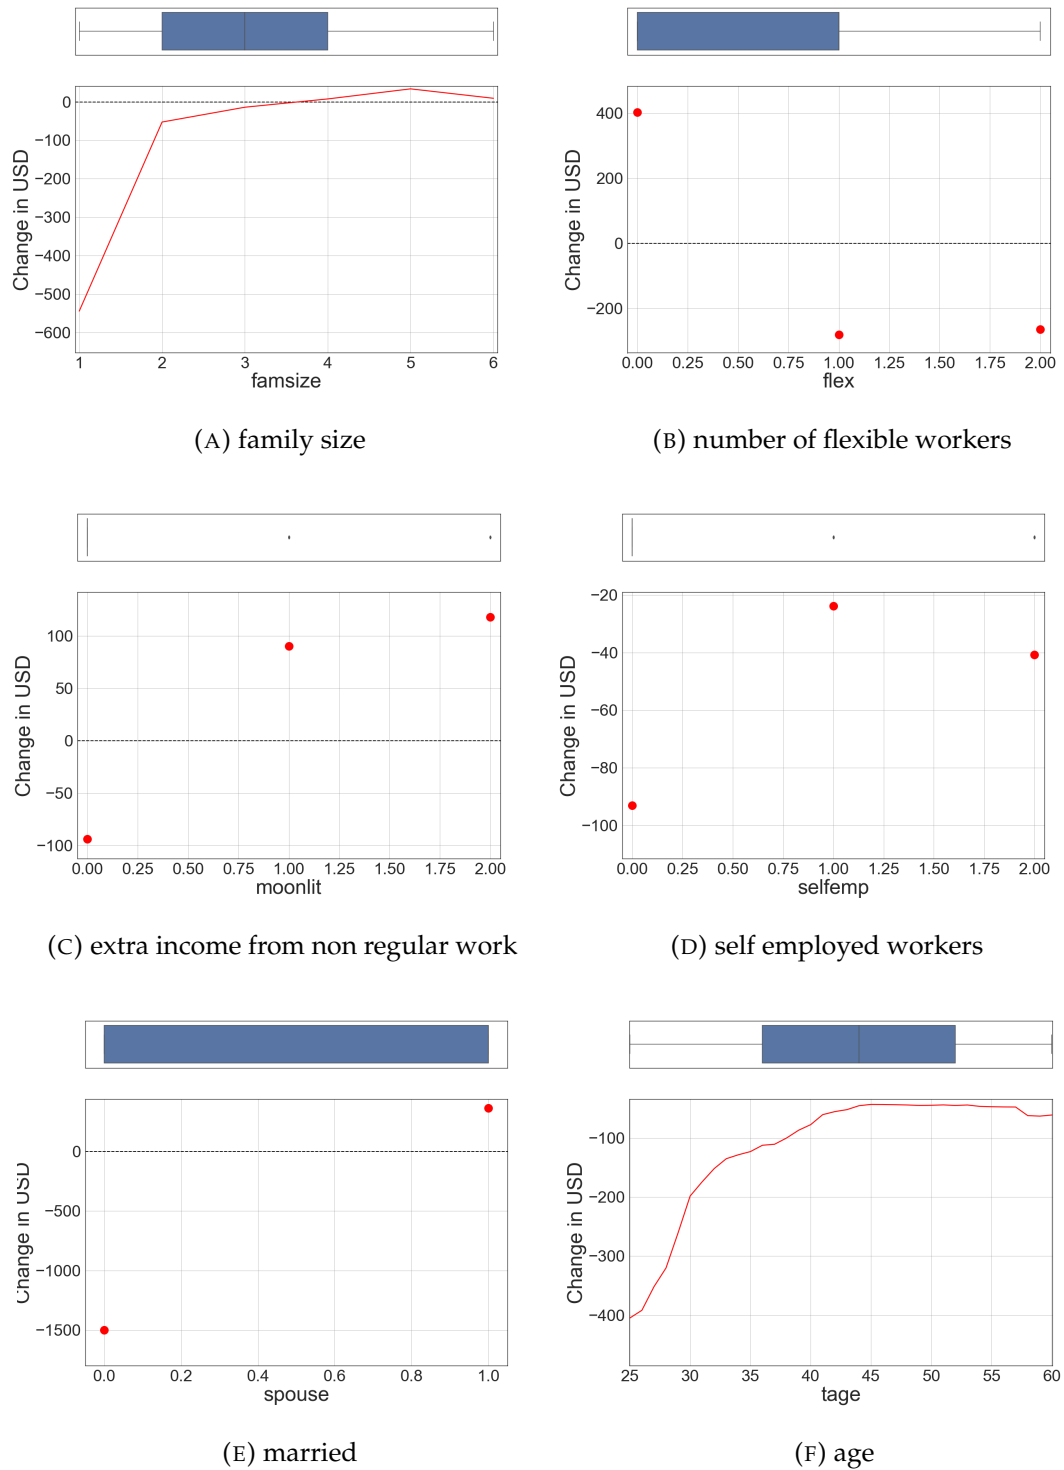 0
−100
−200
−300
−400
−500
−600
Change in USD
1 2 3 4 5 6
famsize
(A) family size
400
200
0
−200
Change in USD
0.00 0.25 0.50 0.75 1.00 1.25 1.50 1.75 2.00
flex
(B) number of flexible workers
100
50
0
−50
−100
Change in USD
0.00 0.25 0.50 0.75 1.00 1.25 1.50 1.75 2.00
moonlit
(C) extra income from non regular work
−20
−40
−60
−80
−100
Change in USD
0.00 0.25 0.50 0.75 1.00 1.25 1.50 1.75 2.00
selfemp
(D) self employed workers
0
−500
−1000
−1500
Change in USD
0.0 0.2 0.4 0.6 0.8 1.0
spouse
(E) married
−100
−200
−300
−400
Change in USD
25 30 35 40 45 50 55 60
tage
(F) age